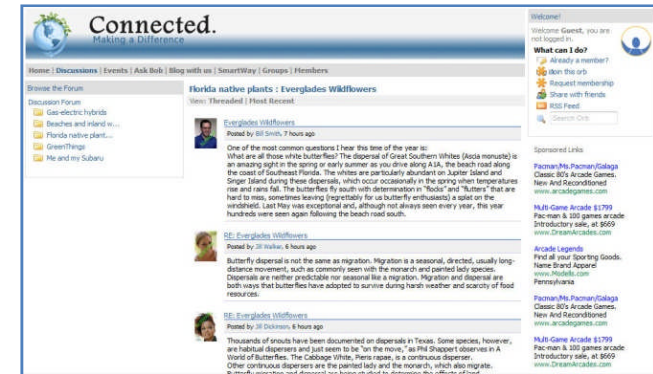 Connected.
Making a Difference
Home | Discussions | Events | Ask Bob | Blog with us | SmartWay | Groups | Members
Browse the Forum
Discussion Forum
Gas-electric hybrids
Beaches and inland w...
Florida native plant...
GreenThings
Me and my Subaru
Florida native plants : Everglades Wildflowers
View: Threaded | Most Recent
Everglades Wildflowers
Posted by Bill Smith, 7 hours ago
One of the most common questions I hear this time of the year is:
What are all those white butterflies? The dispersal of Great Southern Whites (Ascia monuste) is
an amazing sight in the spring or early summer as you drive along A1A, the beach road along
the coast of Southeast Florida. The whites are particularly abundant on Jupiter Island and
Singer Island during these dispersals, which occur occasionally in the spring when temperatures
rise and rains fall. The butterflies fly south with determination in "flocks" and "flutters" that are
hard to miss, sometimes leaving (regrettably for us butterfly enthusiasts) a splat on the
windshield. Last May was exceptional and, although not always seen every year, this year
hundreds were seen again following the beach road south.
RE: Everglades Wildflowers
Posted by Jill Walker, 6 hours ago
Butterfly dispersal is not the same as migration. Migration is a seasonal, directed, usually long-
distance movement, such as commonly seen with the monarch and painted lady species.
Dispersals are neither predictable nor seasonal like a migration. Migration and dispersal are
both ways that butterflies have adapted to survive during harsh weather and scarcity of food
resources.
RE: Everglades Wildflowers
Posted by Jill Dickinson, 6 hours ago
Thousands of snouts have been documented on dispersals in Texas. Some species, however,
are habitual dispersers and just seem to be "on the move," as Phil Shappert observes in A
World of Butterflies. The Cabbage White, Pieris rapae, is a continuous disperser.
Other continuous dispersers are the painted lady and the monarch, which also migrate.
Butterfly migration and dispersal are being studied to determine the effects of land
Welcome!
Welcome Guest, you are
not logged in.
What can I do?
Already a member?
Join this orb
Request membership
Share with friends
RSS Feed
Search Orb
Sponsored Links
Pacman/Ms.Pacman/Galaga
Classic 80's Arcade Games.
New And Reconditioned
www.arcadegames.com
Multi-Game Arcade $1799
Pac-man & 100 games arcade
Introductory sale, at $669
www.DreamArcades.com
Arcade Legends
Find all your Sporting Goods.
Name Brand Apparel
www.Modells.com
Pennsylvania
Pacman/Ms.Pacman/Galaga
Classic 80's Arcade Games.
New And Reconditioned
www.arcadegames.com
Multi-Game Arcade $1799
Pac-man & 100 games arcade
Introductory sale, at $669
www.DreamArcades.com